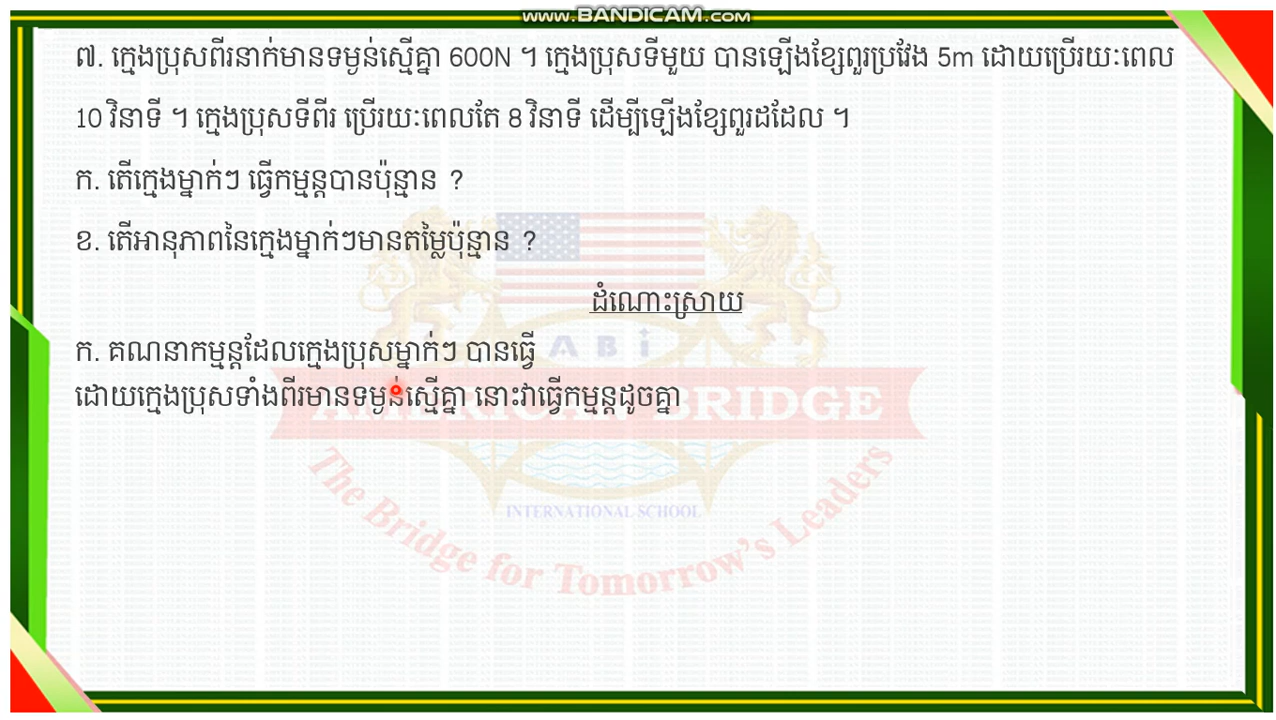 www.BANDICAM.com
៧. ក្មេងប្រុសពីរនាក់មានទម្ងន់ស្មើគ្នា 600N ។ ក្មេងប្រុសទីមួយ បានឡើងខ្សែពួរប្រវែង 5m ដោយប្រើរយៈពេល
10 វិនាទី ។ ក្មេងប្រុសទីពីរ ប្រើរយៈពេលតែ 8 វិនាទី ដើម្បីឡើងខ្សែពួរដដែល ។
ក. តើក្មេងម្នាក់ៗ ធ្វើកម្មន្តបានប៉ុន្មាន ?
ខ. តើអានុភាពនៃក្មេងម្នាក់ៗមានតម្លៃប៉ុន្មាន ?
ដំណោះស្រាយ
ក. គណនាកម្មន្តដែលក្មេងប្រុសម្នាក់ៗ បានធ្វើ
ដោយក្មេងប្រុសទាំងពីរមានទម្ងន់ស្មើគ្នា នោះវាធ្វើកម្មន្តដូចគ្នា
ABi
AMERICAN BRIDGE
INTERNATIONAL SCHOOL
The Bridge for Tomorrow's Leaders